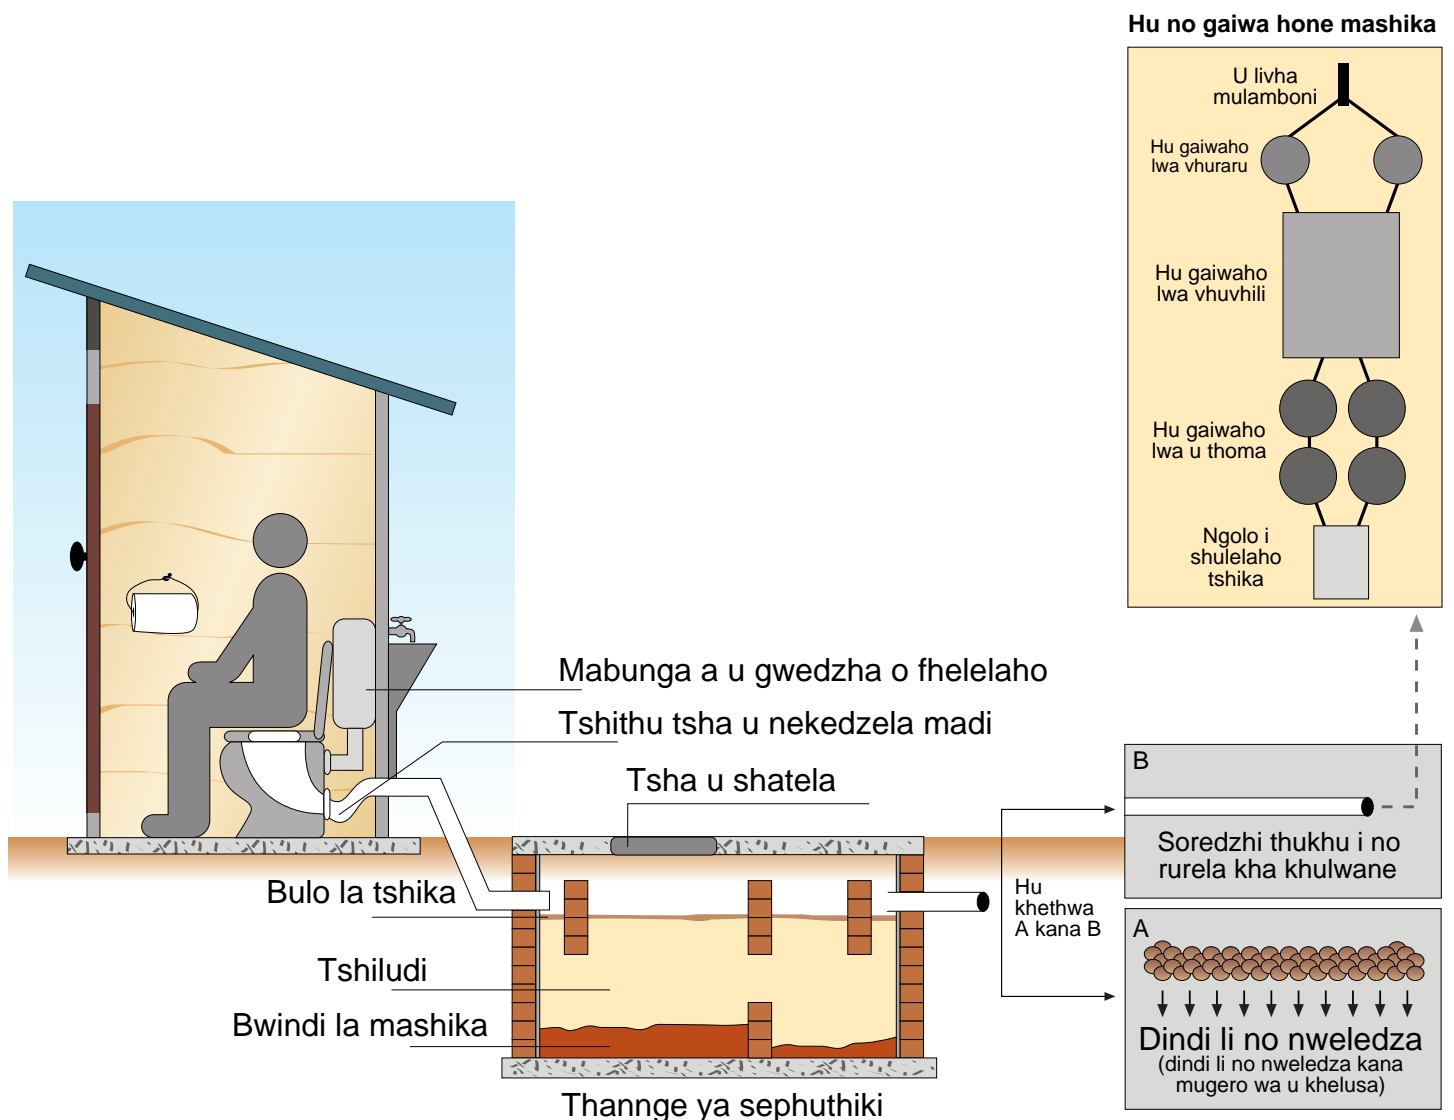 Hu no gaiwa hone mashika
U livha
mulamboni
Hu gaiwaho
lwa vhuraru
Hu gaiwaho
lwa vhuvhili
Hu gaiwaho
lwa u thoma
Ngolo i
shulelaho
tshika
Mabunga a u gwedzha o fhelelaho
Tshithu tsha u nekedzela madi
Tsha u shatela
Bulo la tshika
Tshiludi
Bwindi la mashika
Thannge ya sephuthiki
Hu
khethwa
A kana B
B
Soredzhi thukhu i no
rurela kha khulwane
A
Dindi li no nweledza
(dindi li no nweledza kana
mugero wa u khelusa)